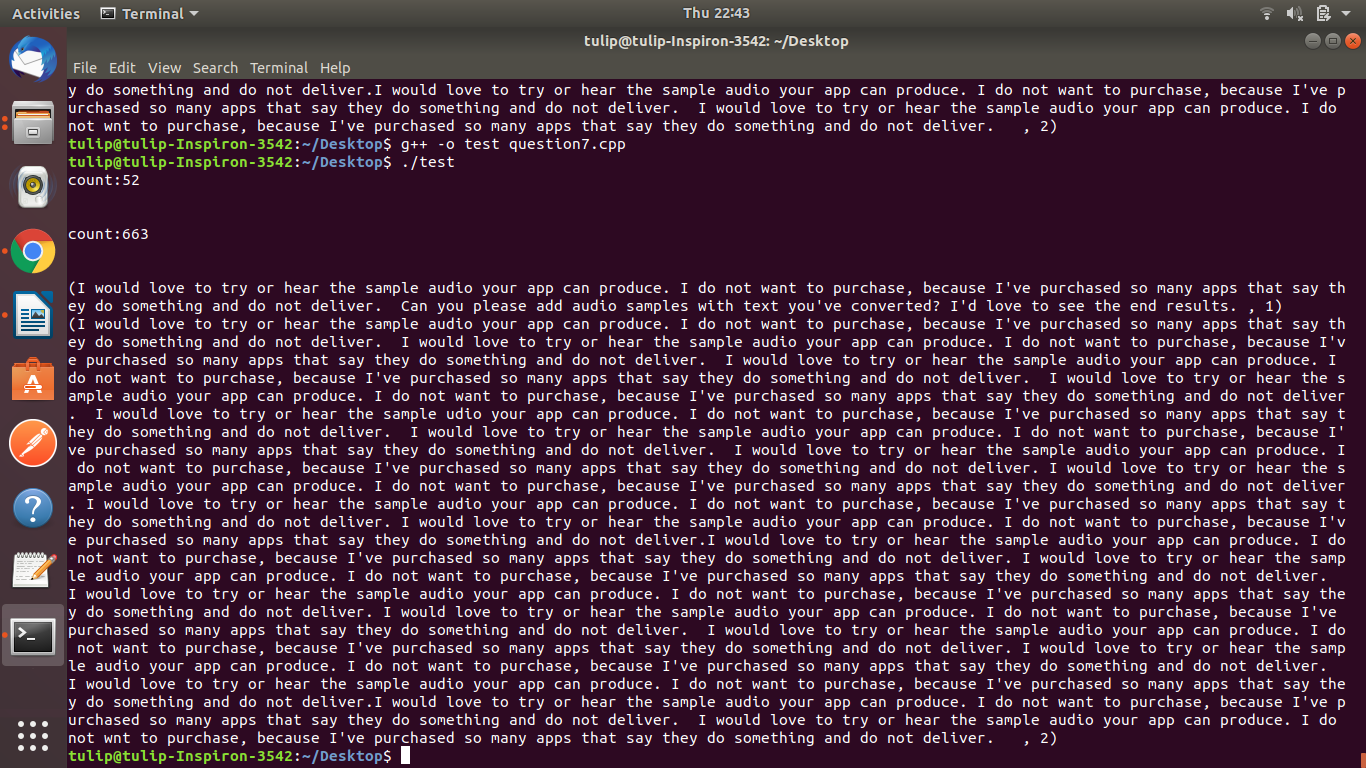 Activities Terminal Thu 22:43
tulip@tulip-Inspiron-3542: ~/Desktop
File Edit View Search Terminal Help
y do something and do not deliver.I would love to try or hear the sample audio your app can produce. I do not want to purchase, because I've p
urchased so many apps that say they do something and do not deliver.  I would love to try or hear the sample audio your app can produce. I do
not wnt to purchase, because I've purchased so many apps that say they do something and do not deliver.   , 2)
tulip@tulip-Inspiron-3542:~/Desktop$ g++ -o test question7.cpp
tulip@tulip-Inspiron-3542:~/Desktop$ ./test
count:52
count:663
(I would love to try or hear the sample audio your app can produce. I do not want to purchase, because I've purchased so many apps that say th
ey do something and do not deliver.  Can you please add audio samples with text you've converted? I'd love to see the end results. , 1)
(I would love to try or hear the sample audio your app can produce. I do not want to purchase, because I've purchased so many apps that say th
ey do something and do not deliver.  I would love to try or hear the sample audio your app can produce. I do not want to purchase, because I'v
e purchased so many apps that say they do something and do not deliver.  I would love to try or hear the sample audio your app can produce. I
do not want to purchase, because I've purchased so many apps that say they do something and do not deliver.  I would love to try or hear the s
ample audio your app can produce. I do not want to purchase, because I've purchased so many apps that say they do something and do not deliver
.  I would love to try or hear the sample udio your app can produce. I do not want to purchase, because I've purchased so many apps that say t
hey do something and do not deliver.  I would love to try or hear the sample audio your app can produce. I do not want to purchase, because I'
ve purchased so many apps that say they do something and do not deliver.  I would love to try or hear the sample audio your app can produce. I
 do not want to purchase, because I've purchased so many apps that say they do something and do not deliver. I would love to try or hear the s
ample audio your app can produce. I do not want to purchase, because I've purchased so many apps that say they do something and do not deliver
. I would love to try or hear the sample audio your app can produce. I do not want to purchase, because I've purchased so many apps that say t
hey do something and do not deliver. I would love to try or hear the sample audio your app can produce. I do not want to purchase, because I'v
e purchased so many apps that say they do something and do not deliver.I would love to try or hear the sample audio your app can produce. I do
 not want to purchase, because I've purchased so many apps that say they do something and do not deliver. I would love to try or hear the samp
le audio your app can produce. I do not want to purchase, because I've purchased so many apps that say they do something and do not deliver.
I would love to try or hear the sample audio your app can produce. I do not want to purchase, because I've purchased so many apps that say the
y do something and do not deliver. I would love to try or hear the sample audio your app can produce. I do not want to purchase, because I've
purchased so many apps that say they do something and do not deliver.  I would love to try or hear the sample audio your app can produce. I do
 not want to purchase, because I've purchased so many apps that say they do something and do not deliver. I would love to try or hear the samp
le audio your app can produce. I do not want to purchase, because I've purchased so many apps that say they do something and do not deliver.
I would love to try or hear the sample audio your app can produce. I do not want to purchase, because I've purchased so many apps that say the
y do something and do not deliver.I would love to try or hear the sample audio your app can produce. I do not want to purchase, because I've p
urchased so many apps that say they do something and do not deliver.  I would love to try or hear the sample audio your app can produce. I do
not wnt to purchase, because I've purchased so many apps that say they do something and do not deliver.   , 2)
tulip@tulip-Inspiron-3542:~/Desktop$